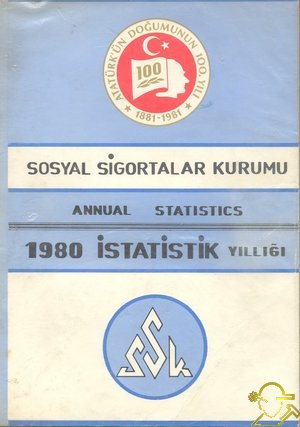 ATATÜRK'ÜN DOĞUMUNUN 100. YILI
100
★ 1881-1981 ★
SOSYAL SİGORTALAR KURUMU
ANNUAL STATISTICS
1980 İSTATİSTİK YILLIĞI
SSK